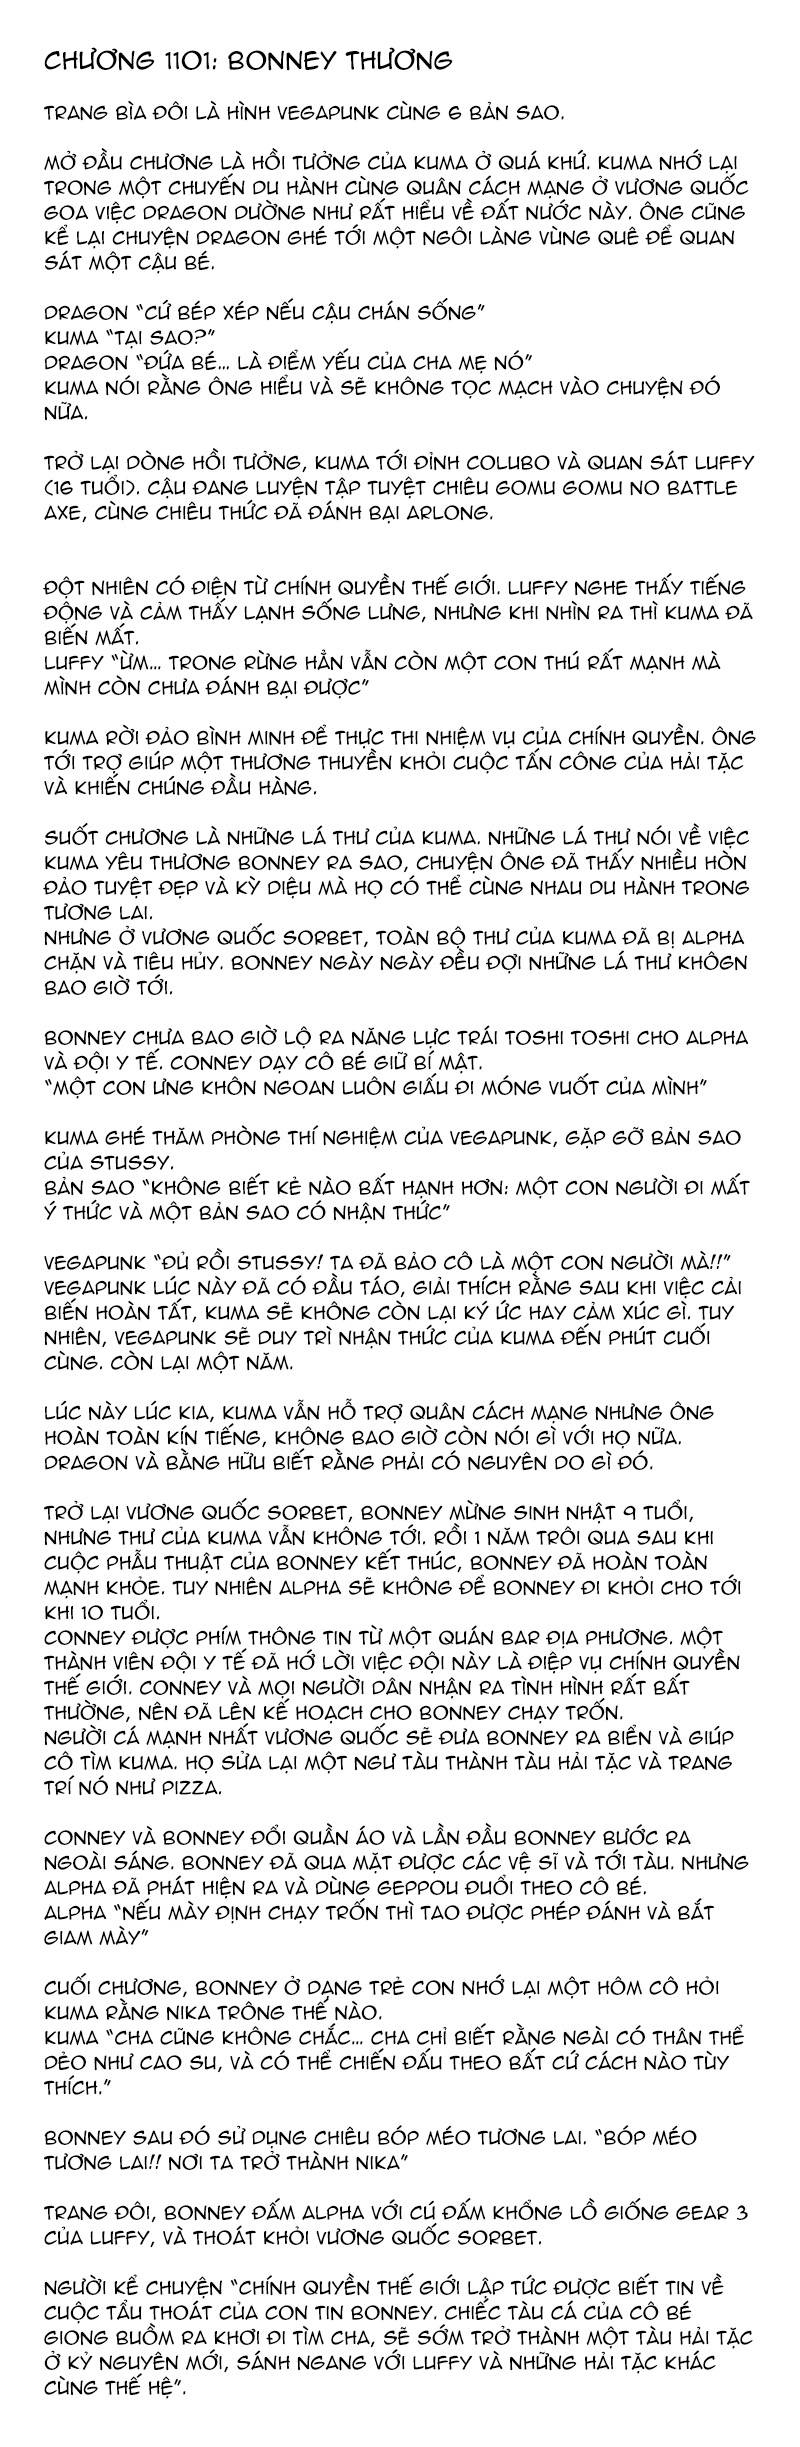 CHƯƠNG 1101: BONNEY THƯƠNG
TRANG BÌA ĐÔI LÀ HÌNH VEGAPUNK CÙNG 6 BẢN SAO.
MỞ ĐẦU CHƯƠNG LÀ HỒI TƯỞNG CỦA KUMA Ở QUÁ KHỨ. KUMA NHỚ LẠI
TRONG MỘT CHUYẾN DU HÀNH CÙNG QUÂN CÁCH MẠNG Ở VƯƠNG QUỐC
GOA VIỆC DRAGON DƯỜNG NHƯ RẤT HIỂU VỀ ĐẤT NƯỚC NÀY. ÔNG CŨNG
KỂ LẠI CHUYỆN DRAGON GHÉ TỚI MỘT NGÔI LÀNG VÙNG QUÊ ĐỂ QUAN
SÁT MỘT CẬU BÉ.
DRAGON “CỨ BÉP XÉP NẾU CẬU CHÁN SỐNG”
KUMA “TẠI SAO?”
DRAGON “ĐỨA BÉ... LÀ ĐIỂM YẾU CỦA CHA MẸ NÓ”
KUMA NÓI RẰNG ÔNG HIỂU VÀ SẼ KHÔNG TỌC MẠCH VÀO CHUYỆN ĐÓ
NỮA.
TRỞ LẠI DÒNG HỒI TƯỞNG, KUMA TỚI ĐỈNH COLUBO VÀ QUAN SÁT LUFFY
(16 TUỔI). CẬU ĐANG LUYỆN TẬP TUYỆT CHIÊU GOMU GOMU NO BATTLE
AXE, CÙNG CHIÊU THỨC ĐÃ ĐÁNH BẠI ARLONG.
ĐỘT NHIÊN CÓ ĐIỆN TỪ CHÍNH QUYỀN THẾ GIỚI. LUFFY NGHE THẤY TIẾNG
ĐỘNG VÀ CẢM THẤY LẠNH SỐNG LƯNG, NHƯNG KHI NHÌN RA THÌ KUMA ĐÃ
BIẾN MẤT.
LUFFY “ỪM... TRONG RỪNG HẲN VẪN CÒN MỘT CON THÚ RẤT MẠNH MÀ
MÌNH CÒN CHƯA ĐÁNH BẠI ĐƯỢC”
KUMA RỜI ĐẢO BÌNH MINH ĐỂ THỰC THI NHIỆM VỤ CỦA CHÍNH QUYỀN. ÔNG
TỚI TRỢ GIÚP MỘT THƯƠNG THUYỀN KHỎI CUỘC TẤN CÔNG CỦA HẢI TẶC
VÀ KHIẾN CHÚNG ĐẦU HÀNG.
SUỐT CHƯƠNG LÀ NHỮNG LÁ THƯ CỦA KUMA. NHỮNG LÁ THƯ NÓI VỀ VIỆC
KUMA YÊU THƯƠNG BONNEY RA SAO, CHUYỆN ÔNG ĐÃ THẤY NHIỀU HÒN
ĐẢO TUYỆT ĐẸP VÀ KỲ DIỆU MÀ HỌ CÓ THỂ CÙNG NHAU DU HÀNH TRONG
TƯƠNG LAI.
NHƯNG Ở VƯƠNG QUỐC SORBET, TOÀN BỘ THƯ CỦA KUMA ĐÃ BỊ ALPHA
CHẶN VÀ TIÊU HỦY. BONNEY NGÀY NGÀY ĐỀU ĐỢI NHỮNG LÁ THƯ KHÔGN
BAO GIỜ TỚI.
BONNEY CHƯA BAO GIỜ LỘ RA NĂNG LỰC TRÁI TOSHI TOSHI CHO ALPHA
VÀ ĐỘI Y TẾ. CONNEY DẠY CÔ BÉ GIỮ BÍ MẬT.
“MỘT CON ƯNG KHÔN NGOAN LUÔN GIẤU ĐI MÓNG VUỐT CỦA MÌNH”
KUMA GHÉ THĂM PHÒNG THÍ NGHIỆM CỦA VEGAPUNK, GẶP GỠ BẢN SAO
CỦA STUSSY.
BẢN SAO “KHÔNG BIẾT KẺ NÀO BẤT HẠNH HƠN: MỘT CON NGƯỜI ĐI MẤT
Ý THỨC VÀ MỘT BẢN SAO CÓ NHẬN THỨC”
VEGAPUNK “ĐỦ RỒI STUSSY! TA ĐÃ BẢO CÔ LÀ MỘT CON NGƯỜI MÀ!!”
VEGAPUNK LÚC NÀY ĐÃ CÓ ĐẦU TÁO, GIẢI THÍCH RẰNG SAU KHI VIỆC CẢI
BIẾN HOÀN TẤT, KUMA SẼ KHÔNG CÒN LẠI KÝ ỨC HAY CẢM XÚC GÌ. TUY
NHIÊN, VEGAPUNK SẼ DUY TRÌ NHẬN THỨC CỦA KUMA ĐẾN PHÚT CUỐI
CÙNG. CÒN LẠI MỘT NĂM.
LÚC NÀY LÚC KIA, KUMA VẪN HỖ TRỢ QUÂN CÁCH MẠNG NHƯNG ÔNG
HOÀN TOÀN KÍN TIẾNG, KHÔNG BAO GIỜ CÒN NÓI GÌ VỚI HỌ NỮA.
DRAGON VÀ BẰNG HỮU BIẾT RẰNG PHẢI CÓ NGUYÊN DO GÌ ĐÓ.
TRỞ LẠI VƯƠNG QUỐC SORBET, BONNEY MỪNG SINH NHẬT 9 TUỔI,
NHƯNG THƯ CỦA KUMA VẪN KHÔNG TỚI. RỒI 1 NĂM TRÔI QUA SAU KHI
CUỘC PHẪU THUẬT CỦA BONNEY KẾT THÚC, BONNEY ĐÃ HOÀN TOÀN
MẠNH KHỎE. TUY NHIÊN ALPHA SẼ KHÔNG ĐỂ BONNEY ĐI KHỎI CHO TỚI
KHI 10 TUỔI.
CONNEY ĐƯỢC PHÍM THÔNG TIN TỪ MỘT QUÁN BAR ĐỊA PHƯƠNG. MỘT
THÀNH VIÊN ĐỘI Y TẾ ĐÃ HỚ LỜI VIỆC ĐỘI NÀY LÀ ĐIỆP VỤ CHÍNH QUYỀN
THẾ GIỚI. CONNEY VÀ MỌI NGƯỜI DÂN NHẬN RA TÌNH HÌNH RẤT BẤT
THƯỜNG, NÊN ĐÃ LÊN KẾ HOẠCH CHO BONNEY CHẠY TRỐN.
NGƯỜI CÁ MẠNH NHẤT VƯƠNG QUỐC SẼ ĐƯA BONNEY RA BIỂN VÀ GIÚP
CÔ TÌM KUMA. HỌ SỬA LẠI MỘT NGƯ TÀU THÀNH TÀU HẢI TẶC VÀ TRANG
TRÍ NÓ NHƯ PIZZA.
CONNEY VÀ BONNEY ĐỔI QUẦN ÁO VÀ LẦN ĐẦU BONNEY BƯỚC RA
NGOÀI SÁNG. BONNEY ĐÃ QUA MẶT ĐƯỢC CÁC VỆ SĨ VÀ TỚI TÀU. NHƯNG
ALPHA ĐÃ PHÁT HIỆN RA VÀ DÙNG GEPPOU ĐUỔI THEO CÔ BÉ.
ALPHA “NẾU MÀY ĐỊNH CHẠY TRỐN THÌ TAO ĐƯỢC PHÉP ĐÁNH VÀ BẮT
GIAM MÀY”
CUỐI CHƯƠNG, BONNEY Ở DẠNG TRẺ CON NHỚ LẠI MỘT HÔM CÔ HỎI
KUMA RẰNG NIKA TRÔNG THẾ NÀO.
KUMA “CHA CŨNG KHÔNG CHẮC... CHA CHỈ BIẾT RẰNG NGÀI CÓ THÂN THỂ
DẺO NHƯ CAO SU, VÀ CÓ THỂ CHIẾN ĐẤU THEO BẤT CỨ CÁCH NÀO TÙY
THÍCH.”
BONNEY SAU ĐÓ SỬ DỤNG CHIÊU BÓP MÉO TƯƠNG LAI. “BÓP MÉO
TƯƠNG LAI!! NƠI TA TRỞ THÀNH NIKA”
TRANG ĐÔI, BONNEY ĐẤM ALPHA VỚI CÚ ĐẤM KHỔNG LỒ GIỐNG GEAR 3
CỦA LUFFY, VÀ THOÁT KHỎI VƯƠNG QUỐC SORBET.
NGƯỜI KỂ CHUYỆN “CHÍNH QUYỀN THẾ GIỚI LẬP TỨC ĐƯỢC BIẾT TIN VỀ
CUỘC TẨU THOÁT CỦA CON TIN BONNEY. CHIẾC TÀU CÁ CỦA CÔ BÉ
GIONG BUỒM RA KHƠI ĐI TÌM CHA, SẼ SỚM TRỞ THÀNH MỘT TÀU HẢI TẶC
Ở KỶ NGUYÊN MỚI, SÁNH NGANG VỚI LUFFY VÀ NHỮNG HẢI TẶC KHÁC
CÙNG THẾ HỆ”.